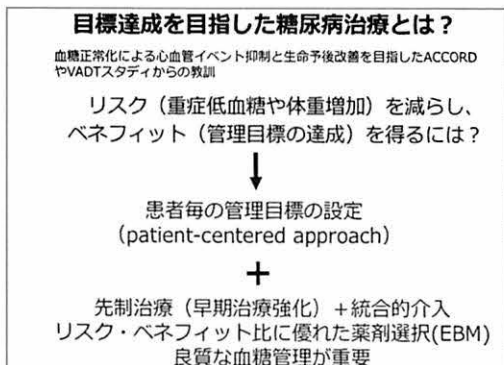 目標達成を目指した糖尿病治療とは？
血糖正常化による心血管イベント抑制と生命予後改善を目指したACCORD
やVADTスタディからの教訓
リスク（重症低血糖や体重増加）を減らし、
ベネフィット（管理目標の達成）を得るには？
患者毎の管理目標の設定
（patient-centered approach）
+
先制治療（早期治療強化）＋統合的介入
リスク・ベネフィット比に優れた薬剤選択(EBM)
良質な血糖管理が重要